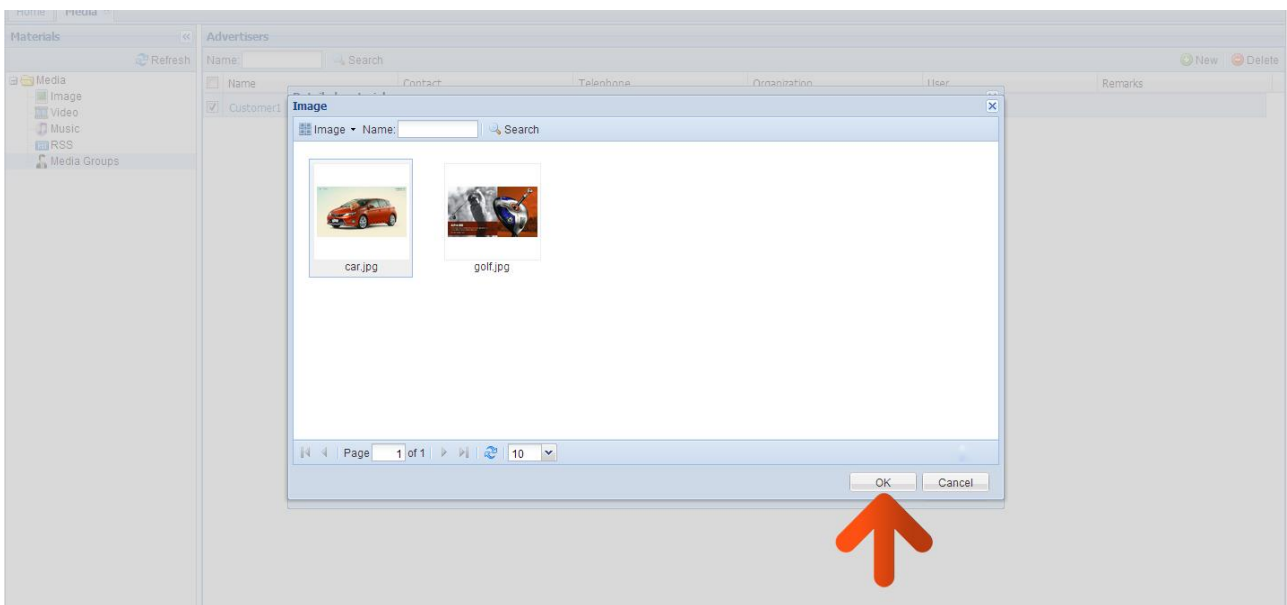 Home Media
Materials Advertisers
Refresh Name: Search New Delete
Media Name Contact Telephone Organization User Remarks
Image
Video Customer1
Music
RSS
Media Groups
Image
Image Name: Search
car.jpg golf.jpg
Page 1 of 1 10
OK Cancel